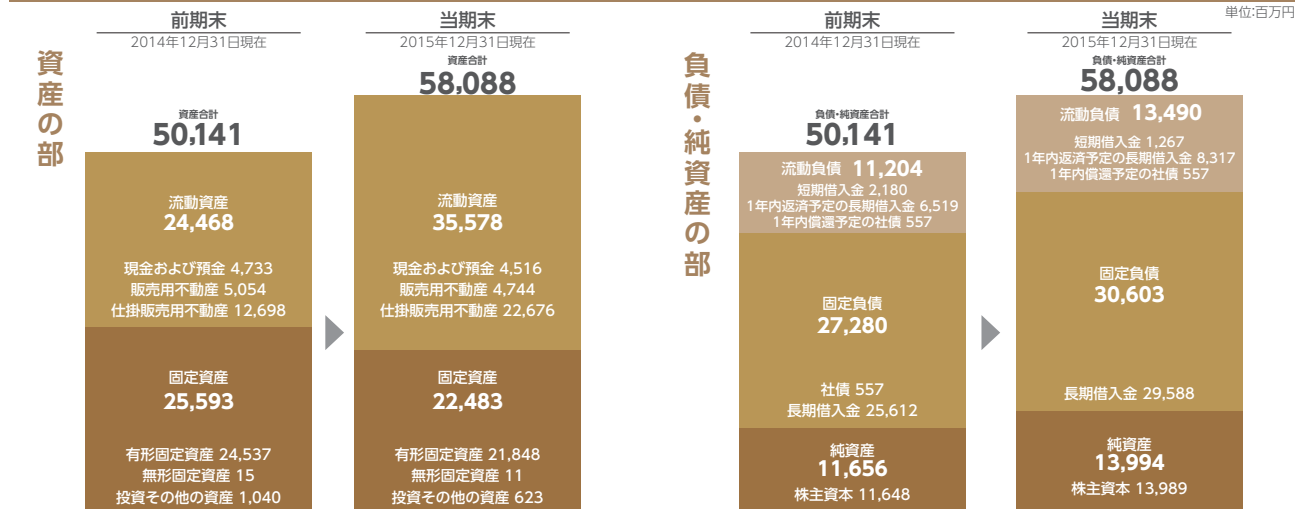 単位:百万円
資産の部
前期末
2014年12月31日現在
資産合計
50,141
流動資産
24,468
現金および預金 4,733
販売用不動産 5,054
仕掛販売用不動産 12,698
固定資産
25,593
有形固定資産 24,537
無形固定資産 15
投資その他の資産 1,040
当期末
2015年12月31日現在
資産合計
58,088
流動資産
35,578
現金および預金 4,516
販売用不動産 4,744
仕掛販売用不動産 22,676
固定資産
22,483
有形固定資産 21,848
無形固定資産 11
投資その他の資産 623
負債・純資産の部
前期末
2014年12月31日現在
負債・純資産合計
50,141
流動負債 11,204
短期借入金 2,180
1年内返済予定の長期借入金 6,519
1年内償還予定の社債 557
固定負債
27,280
社債 557
長期借入金 25,612
純資産
11,656
株主資本 11,648
当期末
2015年12月31日現在
負債・純資産合計
58,088
流動負債 13,490
短期借入金 1,267
1年内返済予定の長期借入金 8,317
1年内償還予定の社債 557
固定負債
30,603
長期借入金 29,588
純資産
13,994
株主資本 13,989